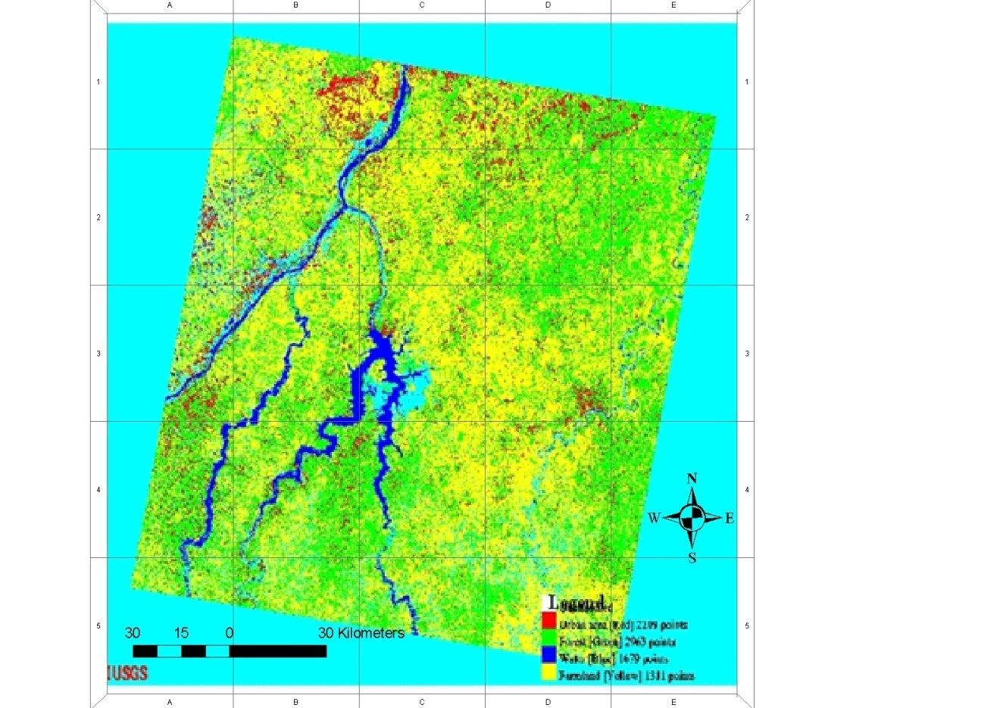 A B C D E
1 1
2 2
3 3
N
W E
S
4 4
Legend
Urban area [Red] 2109 points
Forest [Green] 2963 points
Water [Blue] 1679 points
Farmland [Yellow] points
5 5
30 15 0 30 Kilometers
USGS
A B C D E